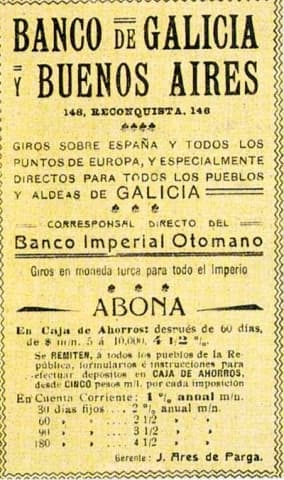 BANCO DE GALICIA
Y BUENOS AIRES
146, RECONQUISTA, 146
GIROS SOBRE ESPAÑA Y TODOS LOS
PUNTOS DE EUROPA, Y ESPECIALMENTE
DIRECTOS PARA TODOS LOS PUEBLOS
Y ALDEAS DE GALICIA
CORRESPONSAL DIRECTO DEL
Banco Imperial Otomano
Giros en moneda turca para todo el Imperio
ABONA
En Caja de Ahorros: después de 60 días,
de $ m/n. 5 á 10,000, 4 1/2 %.
Se REMITEN, á todos los pueblos de la Re-
pública, formularios é instrucciones para
efectuar depósitos en CAJA DE AHORROS,
desde CINCO pesos m/l. por cada imposición
En Cuenta Corriente: 1 % anual m/n.
30 días fijos .... 2 % anual m/n.
60 » » .... 2 1/2 » »
90 » » .... 3 1/2 » »
180 » » .... 4 1/2 » »
Gerente: J. Ares de Parga.